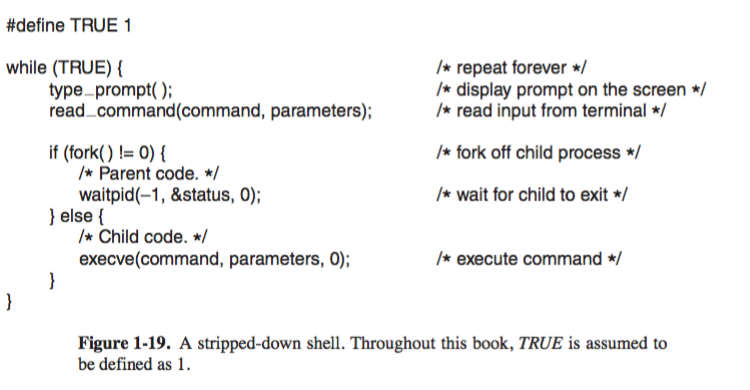 #define TRUE 1
while (TRUE) { /* repeat forever */
type_prompt( ); /* display prompt on the screen */
read_command(command, parameters); /* read input from terminal */
if (fork( ) != 0) { /* fork off child process */
/* Parent code. */
waitpid(−1, &status, 0); /* wait for child to exit */
} else {
/* Child code. */
execve(command, parameters, 0); /* execute command */
}
}
Figure 1-19. A stripped-down shell. Throughout this book, TRUE is assumed to
be defined as 1.